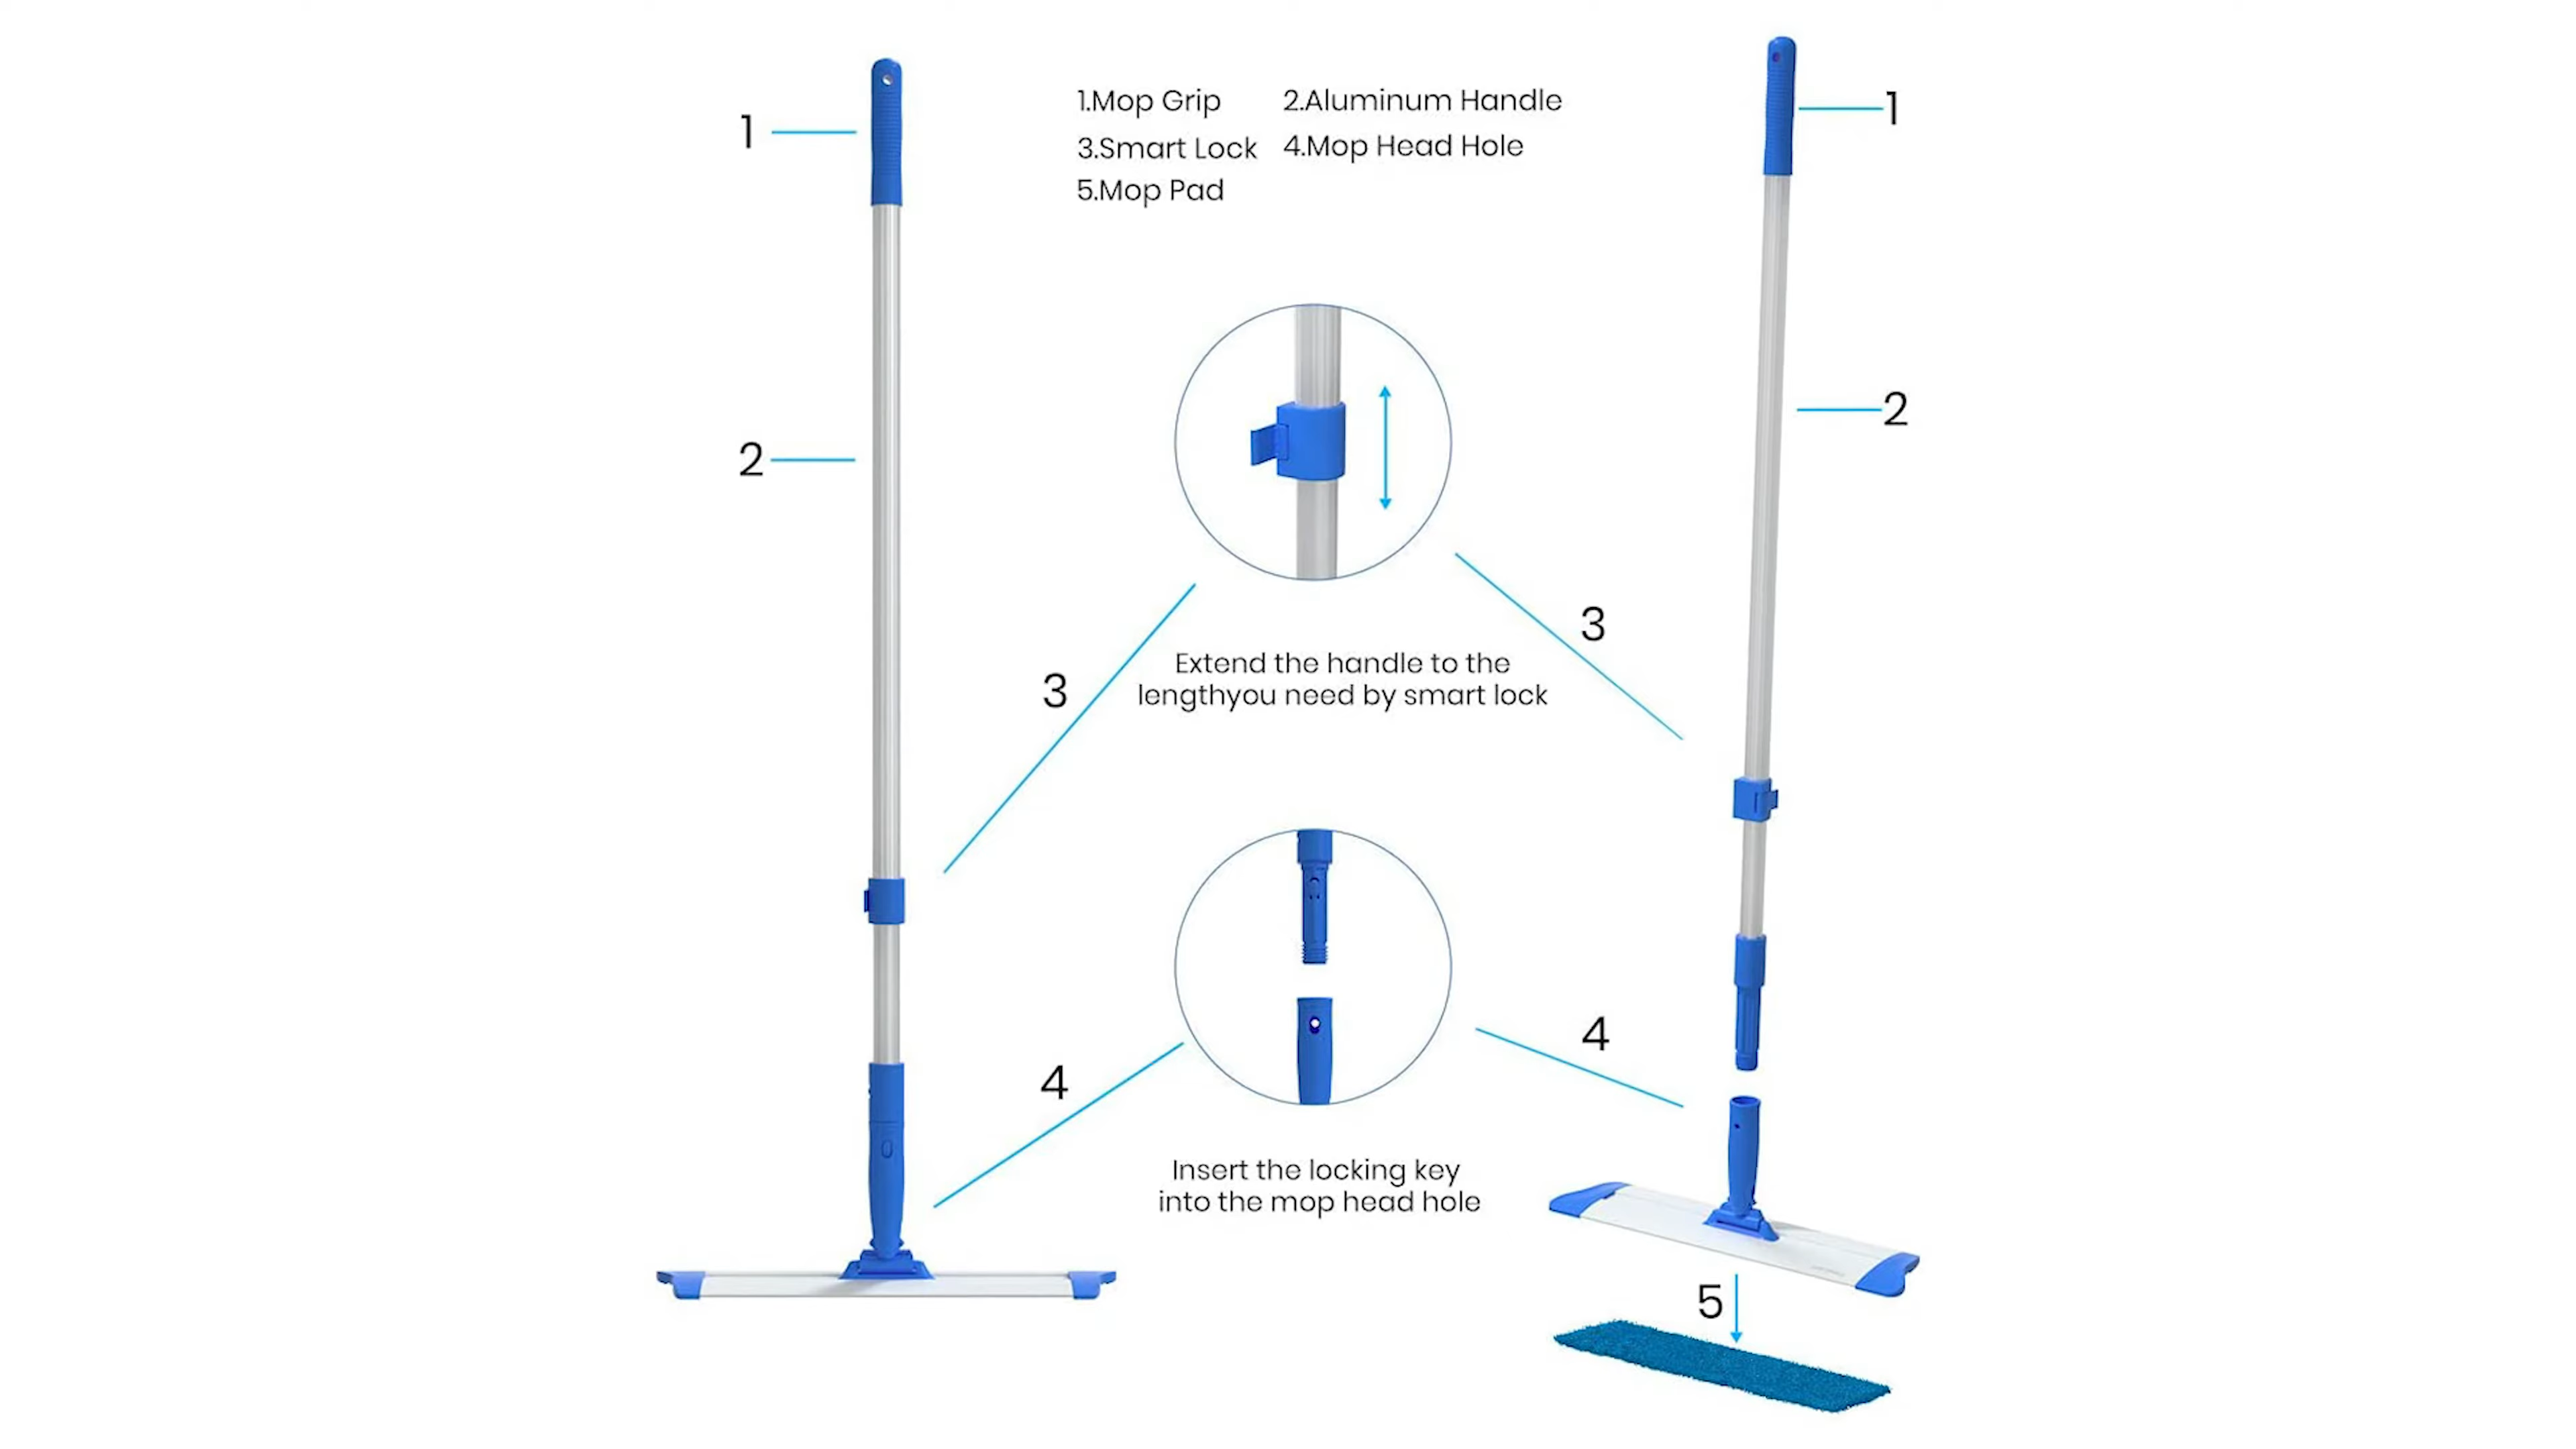 1.Mop Grip 2.Aluminum Handle
3.Smart Lock 4.Mop Head Hole
5.Mop Pad
1
1
2
2
3
3
Extend the handle to the
lengthyou need by smart lock
4
4
Insert the locking key
into the mop head hole
5